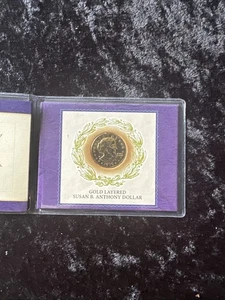 GOLD LAYERED
SUSAN B. ANTHONY DOLLAR